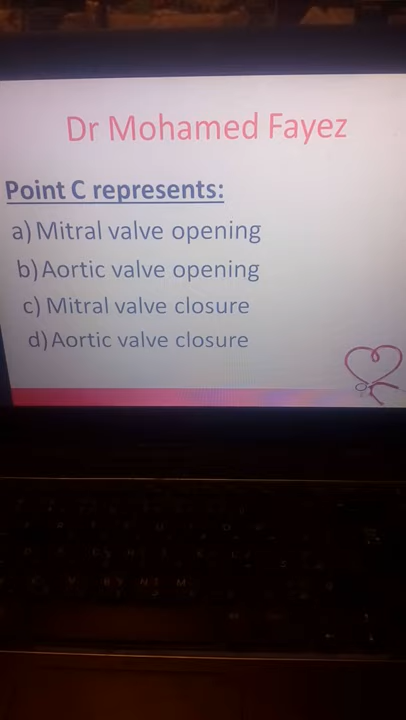 Dr Mohamed Fayez
Point C represents:
a) Mitral valve opening
b) Aortic valve opening
c) Mitral valve closure
d) Aortic valve closure